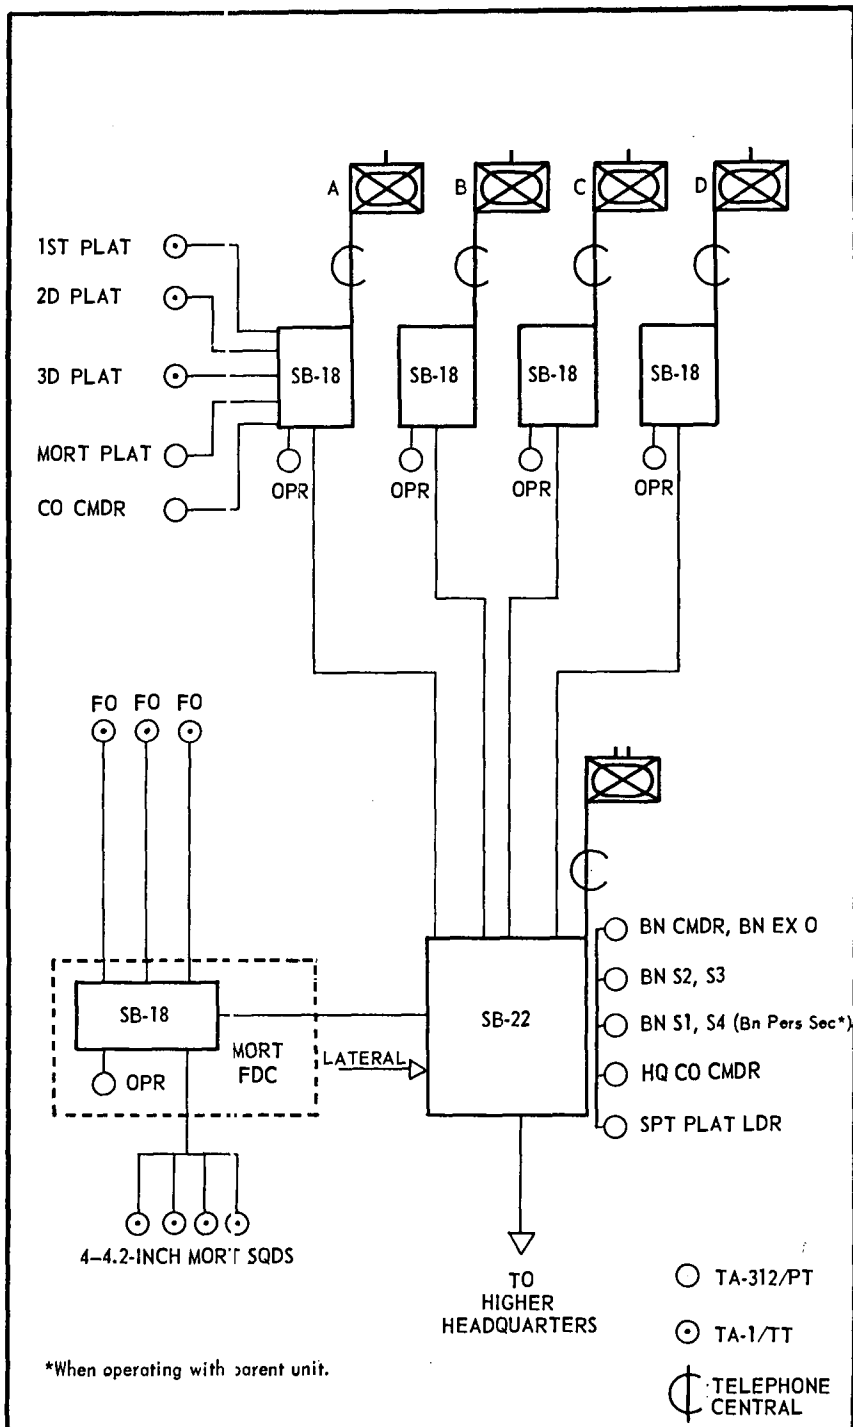 A B C D
1ST PLAT
2D PLAT
3D PLAT
MORT PLAT
CO CMDR
SB-18 SB-18 SB-18 SB-18
OPR OPR OPR OPR
FO FO FO
BN CMDR, BN EX O
BN S2, S3
BN S1, S4 (Bn Pers Sec*)
HQ CO CMDR
SPT PLAT LDR
SB-22
SB-18
MORT
FDC
OPR
LATERAL
4-4.2-INCH MORT SQDS
TO
HIGHER
HEADQUARTERS
TA-312/PT
TA-1/TT
TELEPHONE
CENTRAL
*When operating with parent unit.